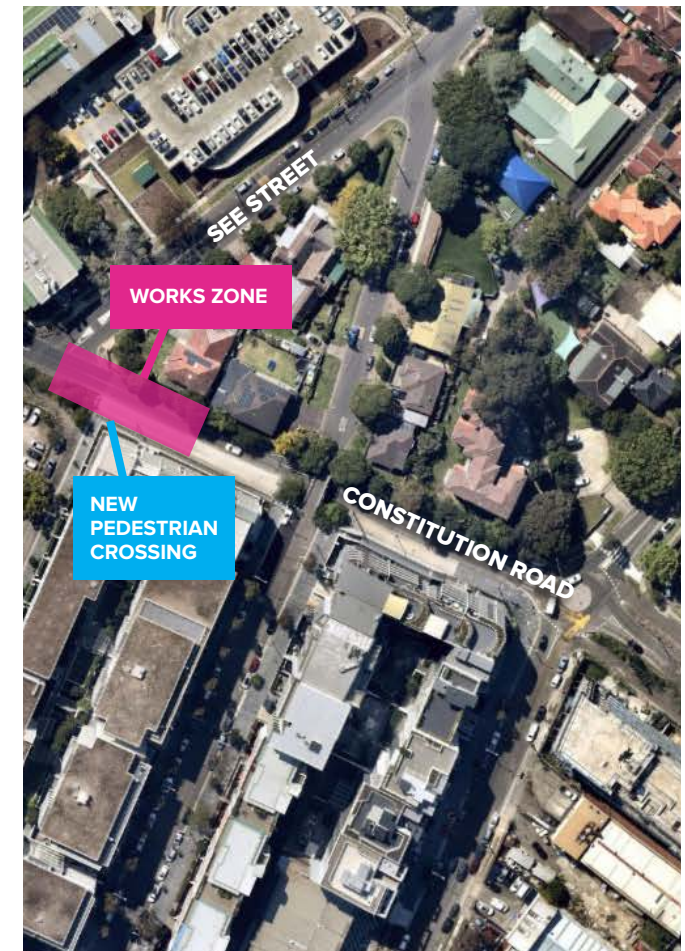 SEE STREET
WORKS ZONE
NEW
PEDESTRIAN
CROSSING
CONSTITUTION ROAD